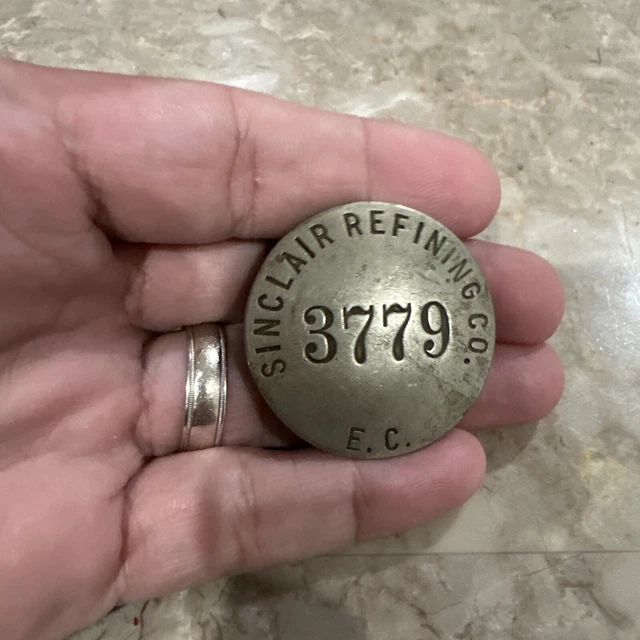 SINCLAIR REFINING CO.
3779
E. C.